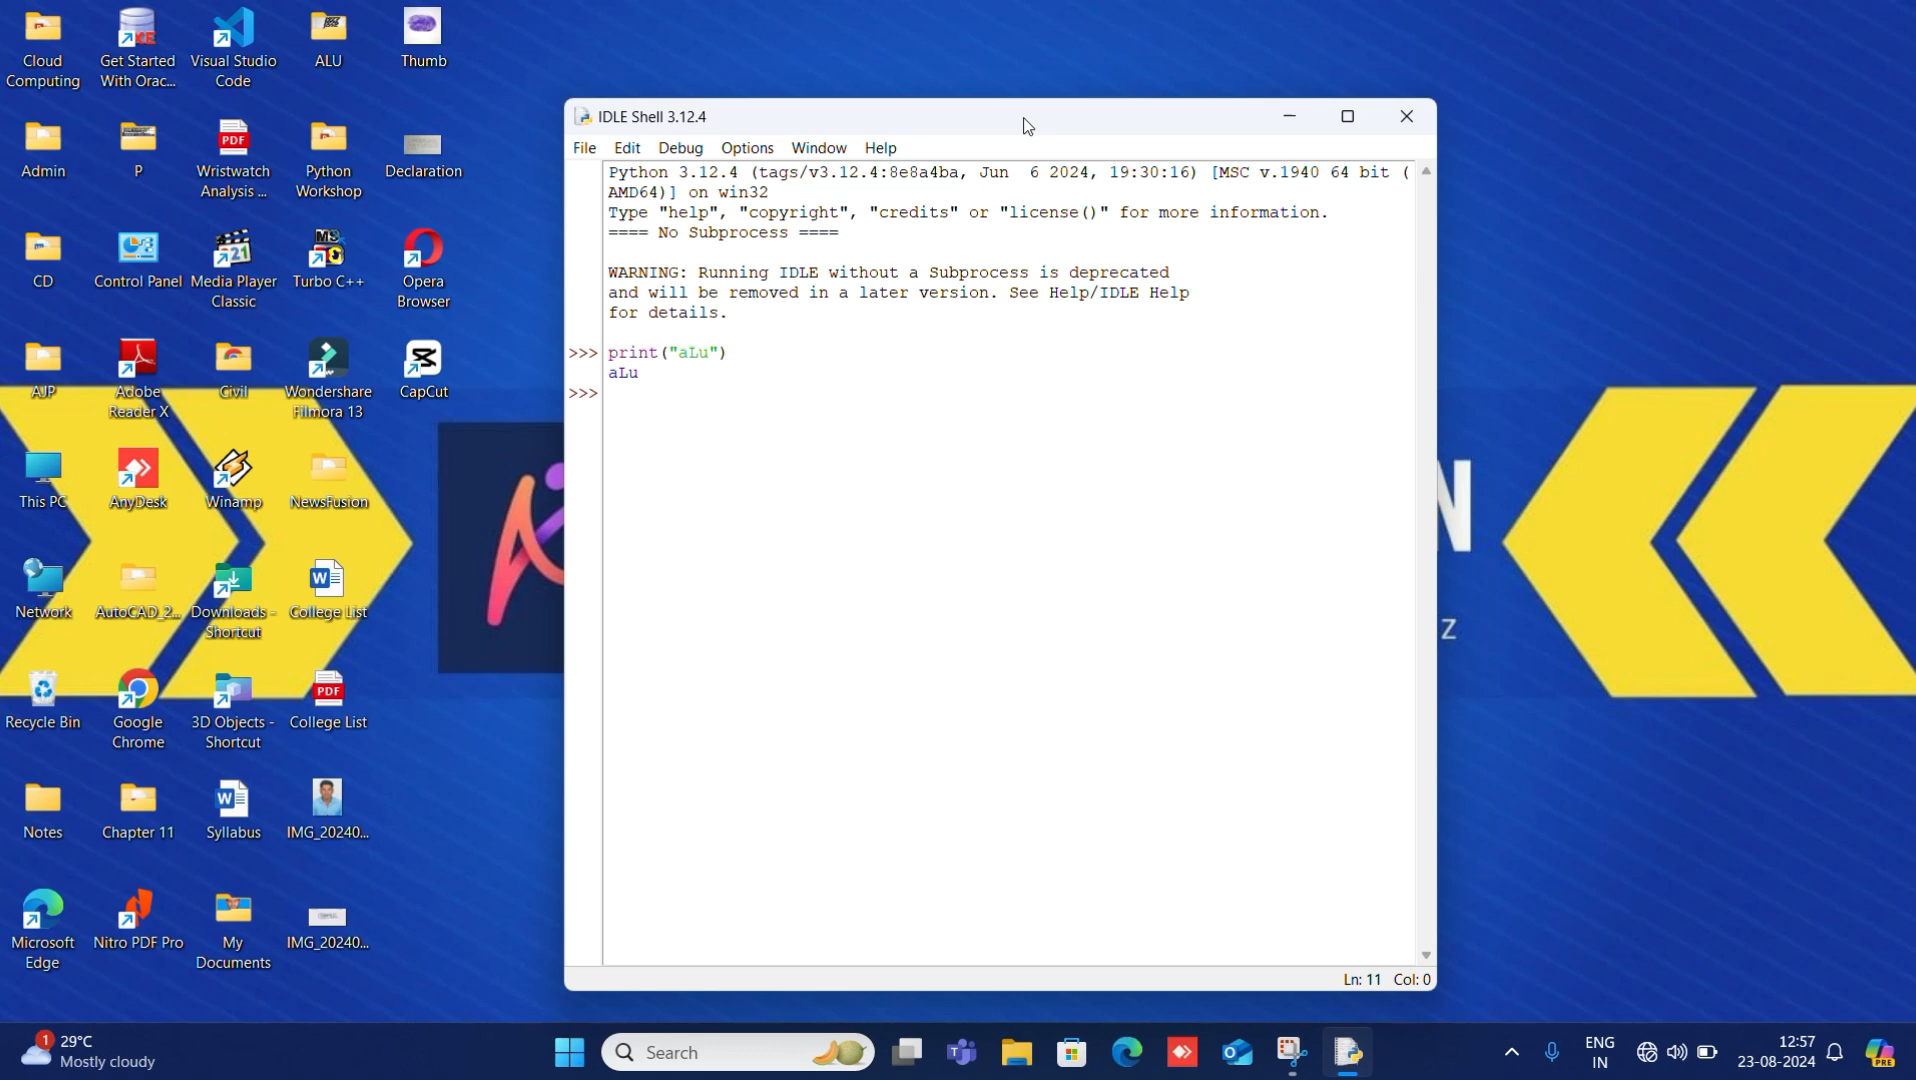 Cloud Computing
Get Started With Orac...
Visual Studio Code
ALU
Thumb
Admin
P
Wristwatch Analysis ...
Python Workshop
Declaration
CD
Control Panel
Media Player Classic
Turbo C++
Opera Browser
AJP
Adobe Reader X
Civil
Wondershare Filmora 13
CapCut
This PC
AnyDesk
Winamp
NewsFusion
Network
AutoCAD_2...
Downloads - Shortcut
College List
Recycle Bin
Google Chrome
3D Objects - Shortcut
College List
Notes
Chapter 11
Syllabus
IMG_20240...
Microsoft Edge
Nitro PDF Pro
My Documents
IMG_20240...
IDLE Shell 3.12.4
File Edit Debug Options Window Help
Python 3.12.4 (tags/v3.12.4:8e8a4ba, Jun  6 2024, 19:30:16) [MSC v.1940 64 bit (
AMD64)] on win32
Type "help", "copyright", "credits" or "license()" for more information.
==== No Subprocess ====
WARNING: Running IDLE without a Subprocess is deprecated
and will be removed in a later version. See Help/IDLE Help
for details.
>>> print("aLu")
aLu
>>>
Ln: 11 Col: 0
N
Z
1
29°C
Mostly cloudy
Search
ENG
IN
12:57
23-08-2024
PRE